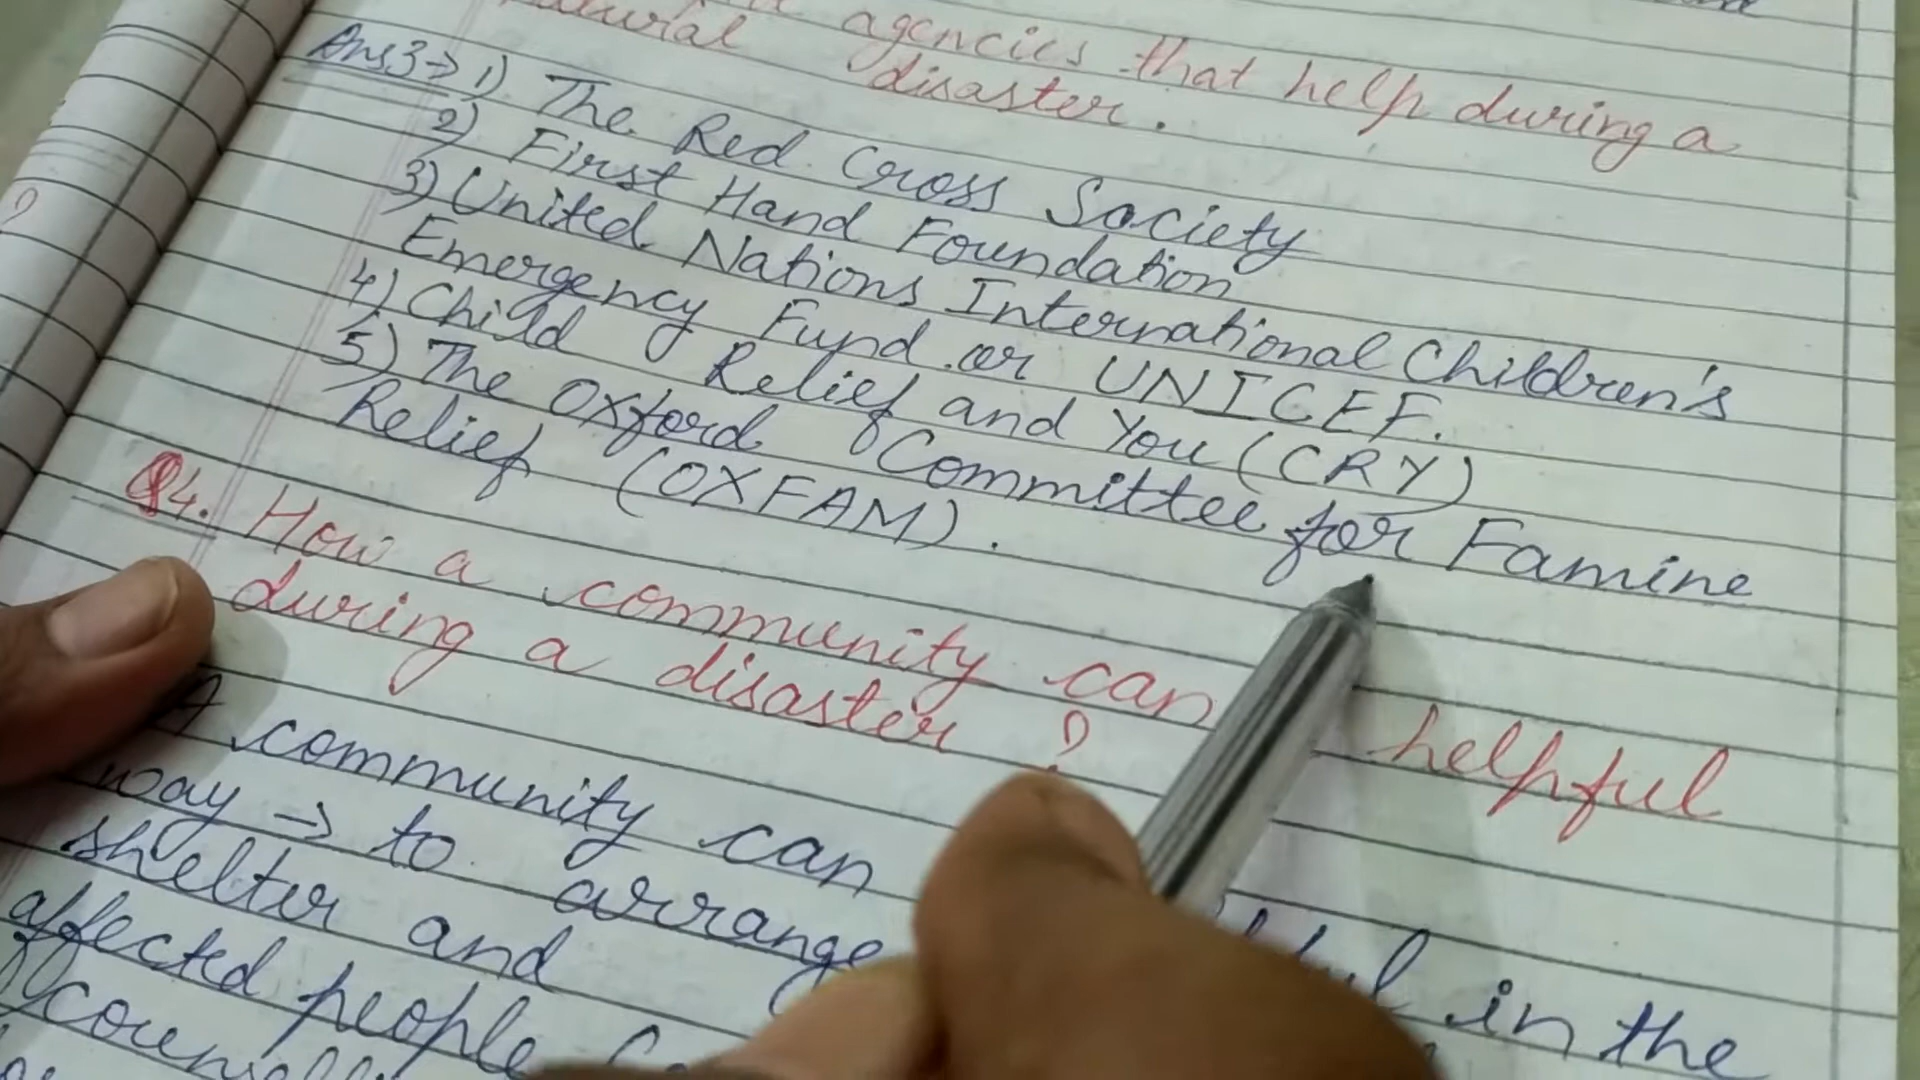 agencies that help during a
natural disaster.
Ans3→ 1) The Red Cross Society
2) First Hand Foundation
3) United Nations International Children's
Emergency Fund or UNICEF.
4) Child Relief and You (CRY)
5) The Oxford Committee for Famine
Relief (OXFAM).
Q4. How a community can helpful
during a disaster ?
A community can in the
way → to arrange
shelter and
affected people